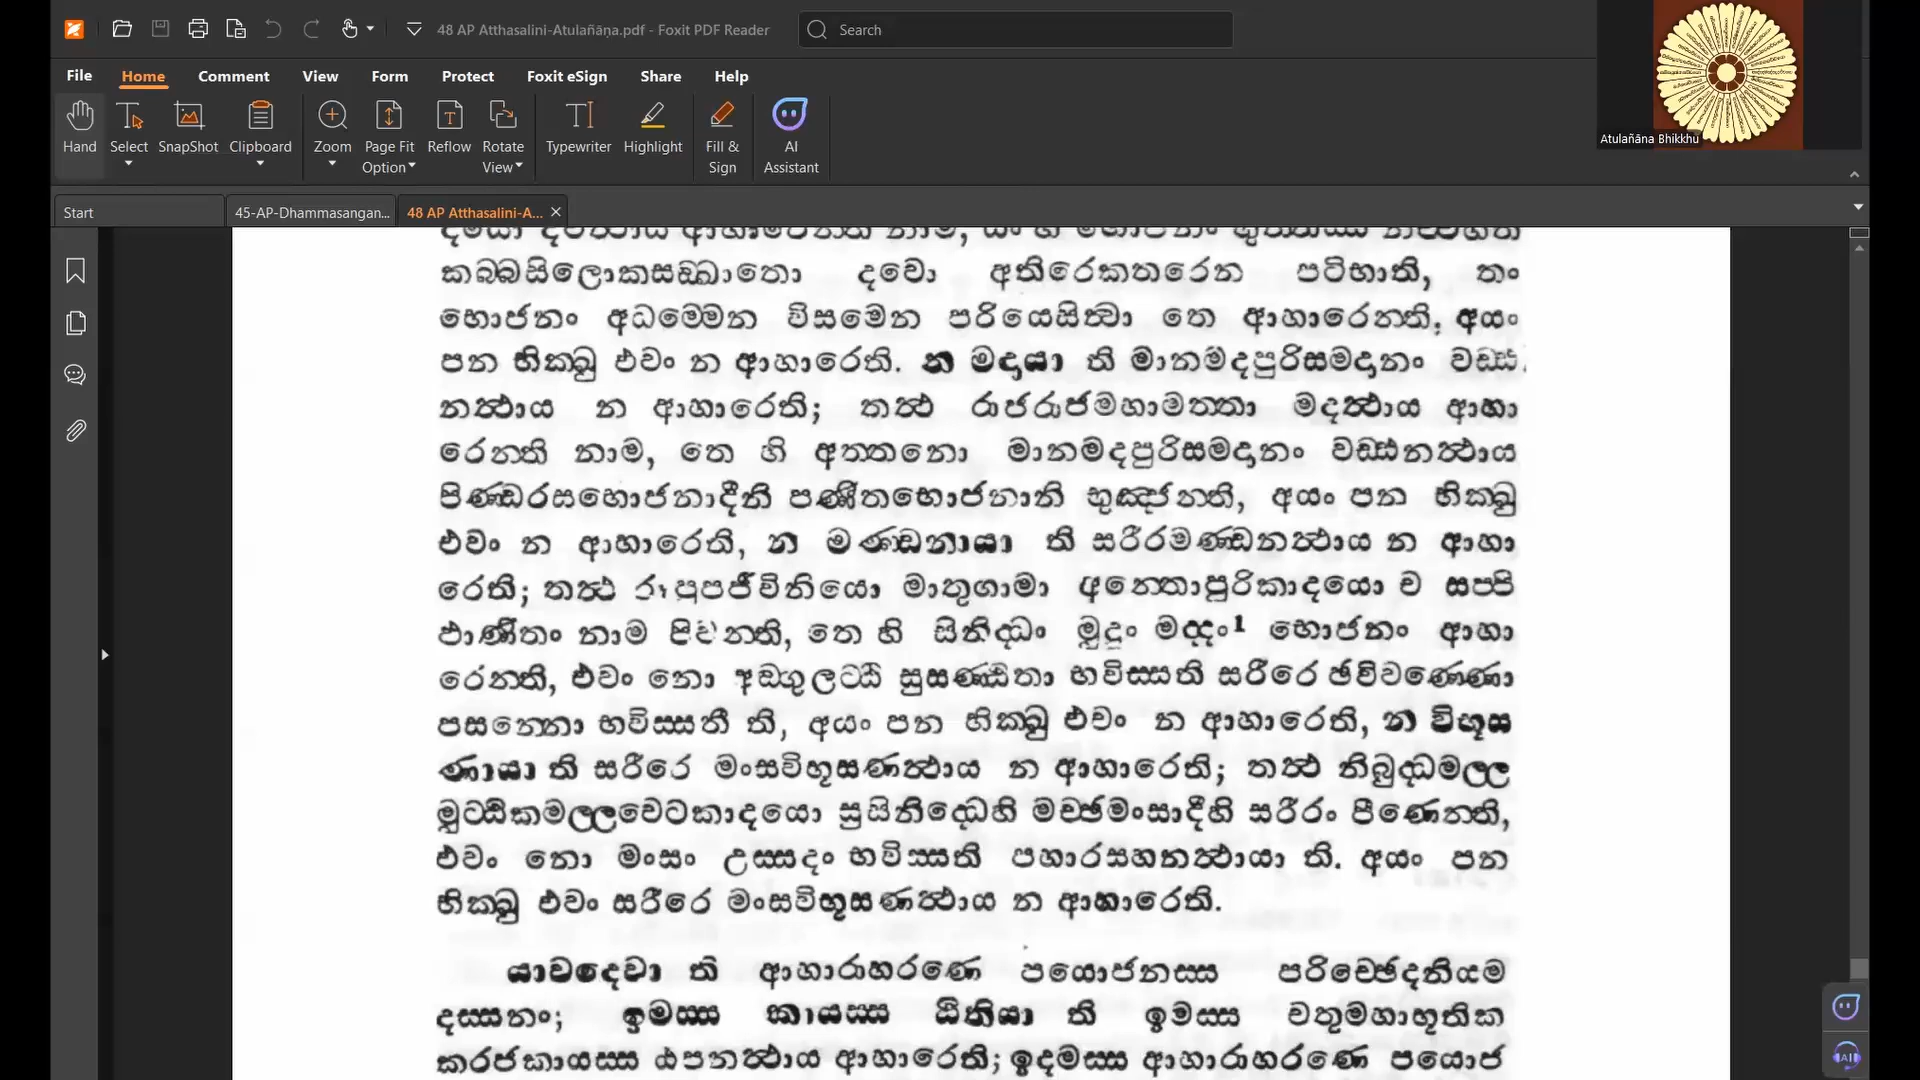 48 AP Atthasalini-Atulañāṇa.pdf - Foxit PDF Reader
Search
File Home Comment View Form Protect Foxit eSign Share Help
Hand Select SnapShot Clipboard Zoom Page Fit Option Reflow Rotate View Typewriter Highlight Fill & Sign AI Assistant
Atulañāna Bhikkhu
Start 45-AP-Dhammasangan... 48 AP Atthasalini-A...
කබ්බසිලොකසඞ්ඛාතො දවො අතිරෙකතරෙන පටිභාති, තං
භොජනං අධම්මෙන විසමෙන පරියෙසිත්‍වා තෙ ආහාරෙන්ති, අයං
පන භික්ඛු එවං න ආහාරෙති. න මදායා ති මානමදපුරිසමදානං වඩ්ඪ
නත්‍ථාය න ආහාරෙති; තත්‍ථ රාජරාජමහාමත්තා මදත්‍ථාය ආහා
රෙන්ති නාම, තෙ හි අත්තනො මානමදපුරිසමදානං වඩ්ඪනත්‍ථාය
පිණ්ඩරසභොජනාදීනි පණීතභොජනානි භුඤ්ජන්ති, අයං පන භික්ඛු
එවං න ආහාරෙති, න මණ්ඩනායා ති සරීරමණ්ඩනත්‍ථාය න ආහා
රෙති; තත්‍ථ රූපූපජීවිනියො මාතුගාමා අන්තොපුරිකාදයො ච සප්පි
ඵාණිතං නාම පිවන්ති, තෙ හි සිනිද්ධං මුදුං මද්දං¹ භොජනං ආහා
රෙන්ති, එවං නො අඞ්ගුලට්ඨි සුසණ්ඨිතා භවිස්සති සරීරෙ ඡවිවණ්ණො
පසන්නො භවිස්සතී ති, අයං පන භික්ඛු එවං න ආහාරෙති, න විභූස
ණායා ති සරීරෙ මංසවිභූසණත්‍ථාය න ආහාරෙති; තත්‍ථ නිබුද්ධමල්ල
මුට්ඨිකමල්ලචෙටකාදයො සුසිනිද්ධෙහි මච්ඡමංසාදීහි සරීරං පීණෙන්ති,
එවං නො මංසං උස්සදං භවිස්සති පහාරසහනත්‍ථායා ති. අයං පන
භික්ඛු එවං සරීරෙ මංසවිභූසණත්‍ථාය න ආහාරෙති.
යාවදෙවා ති ආහාරාහරණෙ පයොජනස්ස පරිච්ඡෙදනියම
දස්සනං; ඉමස්ස කායස්ස ඨිතියා ති ඉමස්ස චතුමහාභූතික
කරජකායස්ස ඨපනත්‍ථාය ආහාරෙති; ඉදමස්ස ආහාරාහරණෙ පයොජ